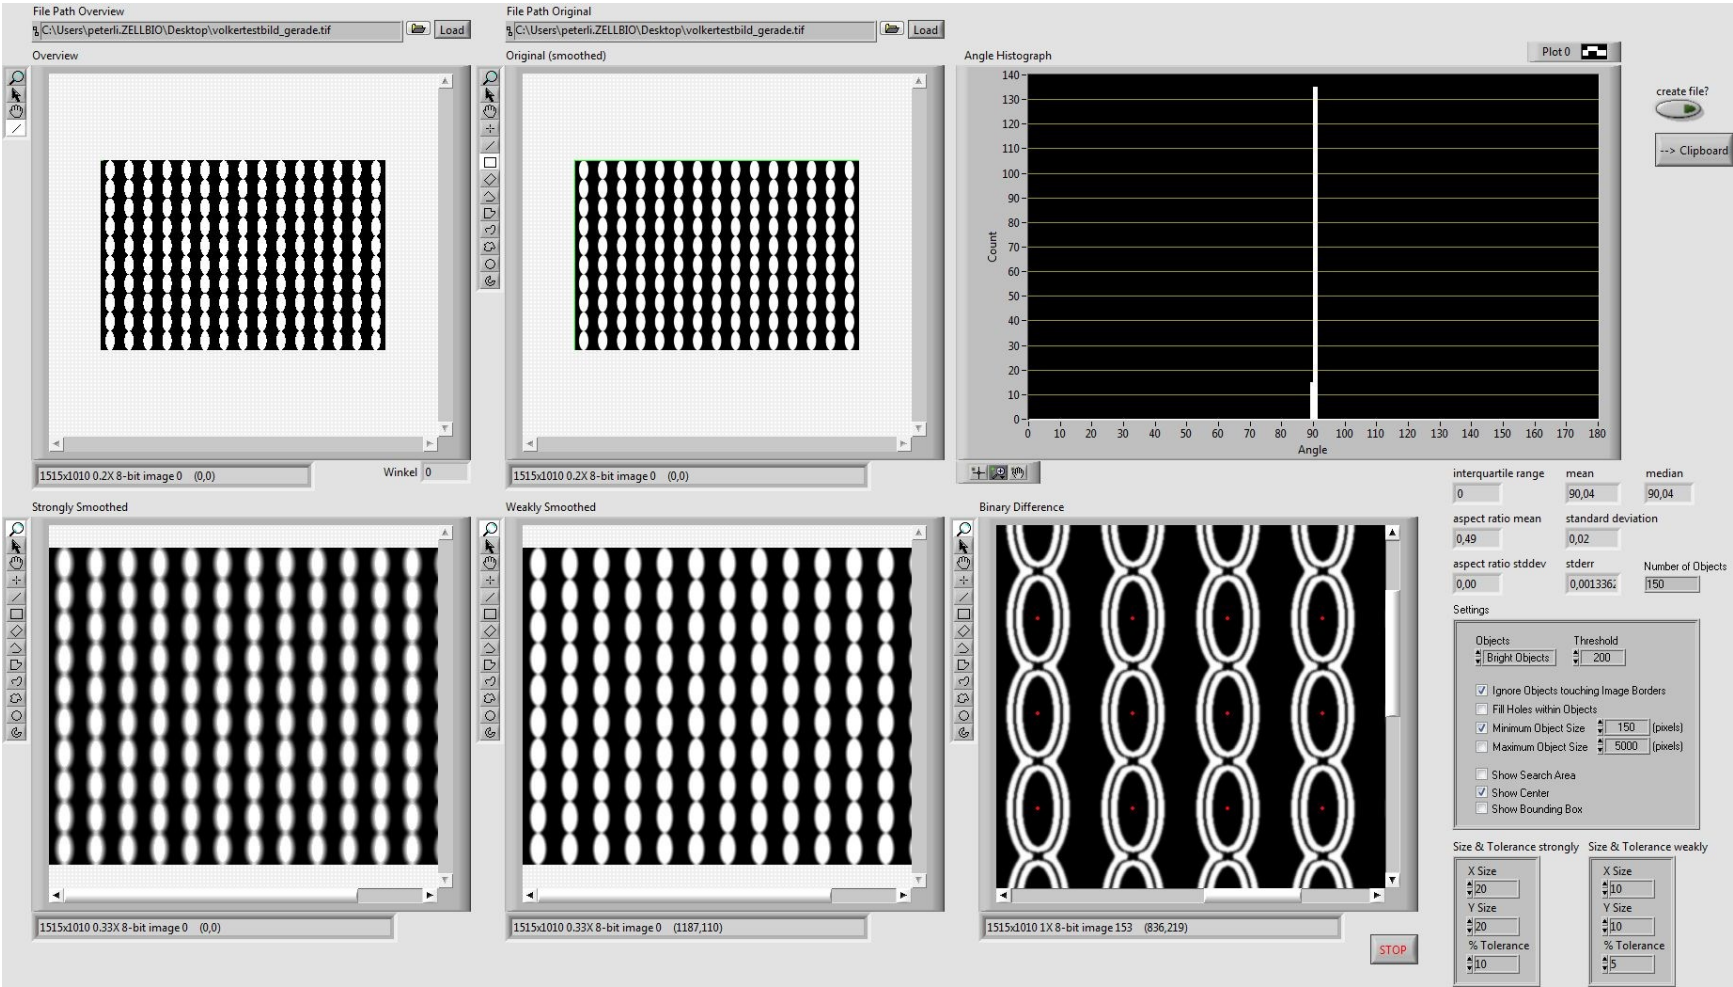 File Path Overview
C:\Users\peterli.ZELLBIO\Desktop\volkertestbild_gerade.tif
Load
File Path Original
C:\Users\peterli.ZELLBIO\Desktop\volkertestbild_gerade.tif
Load
Overview
Original (smoothed)
Angle Histograph
Plot 0
create file?
--> Clipboard
140
130
120
110
100
90
80
70
60
50
40
30
20
10
0
Count
0 10 20 30 40 50 60 70 80 90 100 110 120 130 140 150 160 170 180
Angle
1515x1010 0.2X 8-bit image 0 (0,0)
Winkel 0
1515x1010 0.2X 8-bit image 0 (0,0)
interquartile range mean median
0 90,04 90,04
aspect ratio mean standard deviation
0,49 0,02
aspect ratio stddev stderr Number of Objects
0,00 0,0013362 150
Strongly Smoothed
Weakly Smoothed
Binary Difference
Settings
Objects Threshold
Bright Objects 200
Ignore Objects touching Image Borders
Fill Holes within Objects
Minimum Object Size 150 (pixels)
Maximum Object Size 5000 (pixels)
Show Search Area
Show Center
Show Bounding Box
Size & Tolerance strongly
X Size
20
Y Size
20
% Tolerance
10
Size & Tolerance weakly
X Size
10
Y Size
10
% Tolerance
5
1515x1010 0.33X 8-bit image 0 (0,0)
1515x1010 0.33X 8-bit image 0 (1187,110)
1515x1010 1X 8-bit image 153 (836,219)
STOP